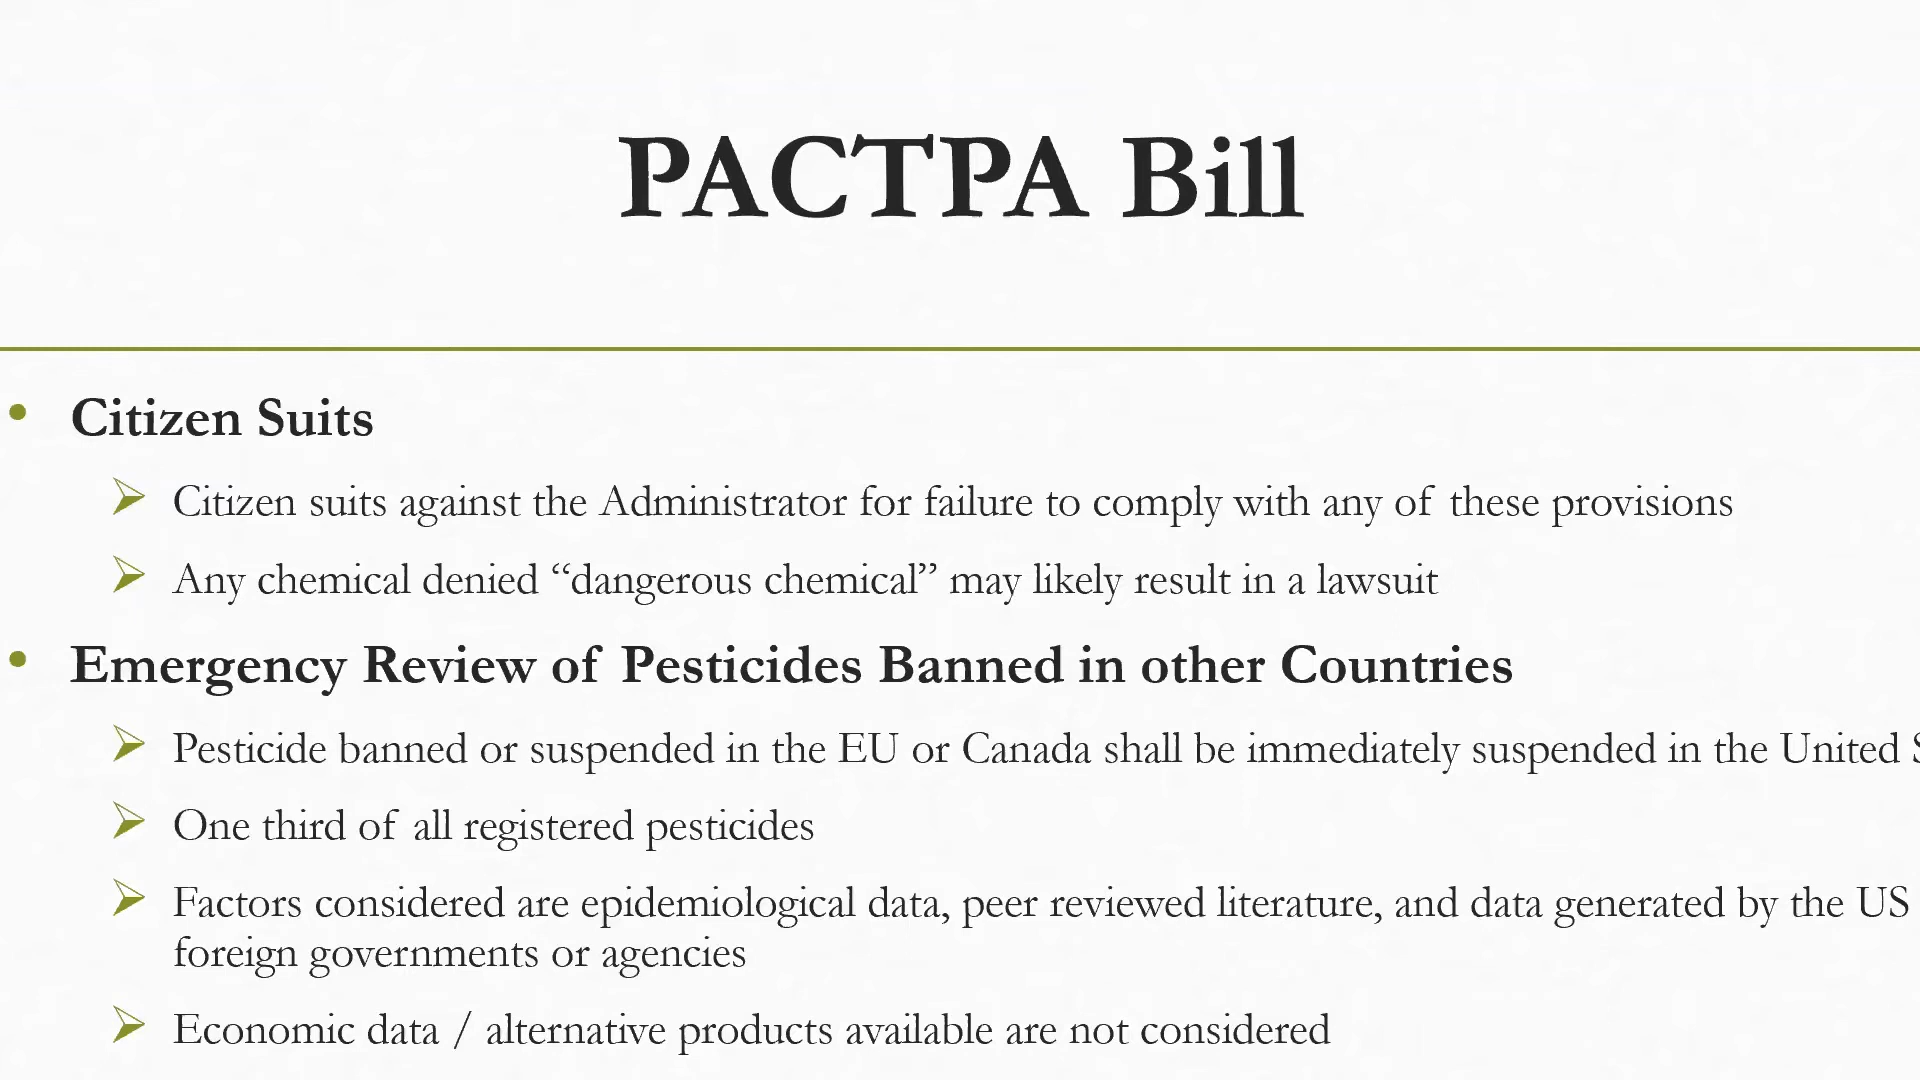 PACTPA Bill
• Citizen Suits
➢ Citizen suits against the Administrator for failure to comply with any of these provisions
➢ Any chemical denied “dangerous chemical” may likely result in a lawsuit
• Emergency Review of Pesticides Banned in other Countries
➢ Pesticide banned or suspended in the EU or Canada shall be immediately suspended in the United
➢ One third of all registered pesticides
➢ Factors considered are epidemiological data, peer reviewed literature, and data generated by the US
foreign governments or agencies
➢ Economic data / alternative products available are not considered